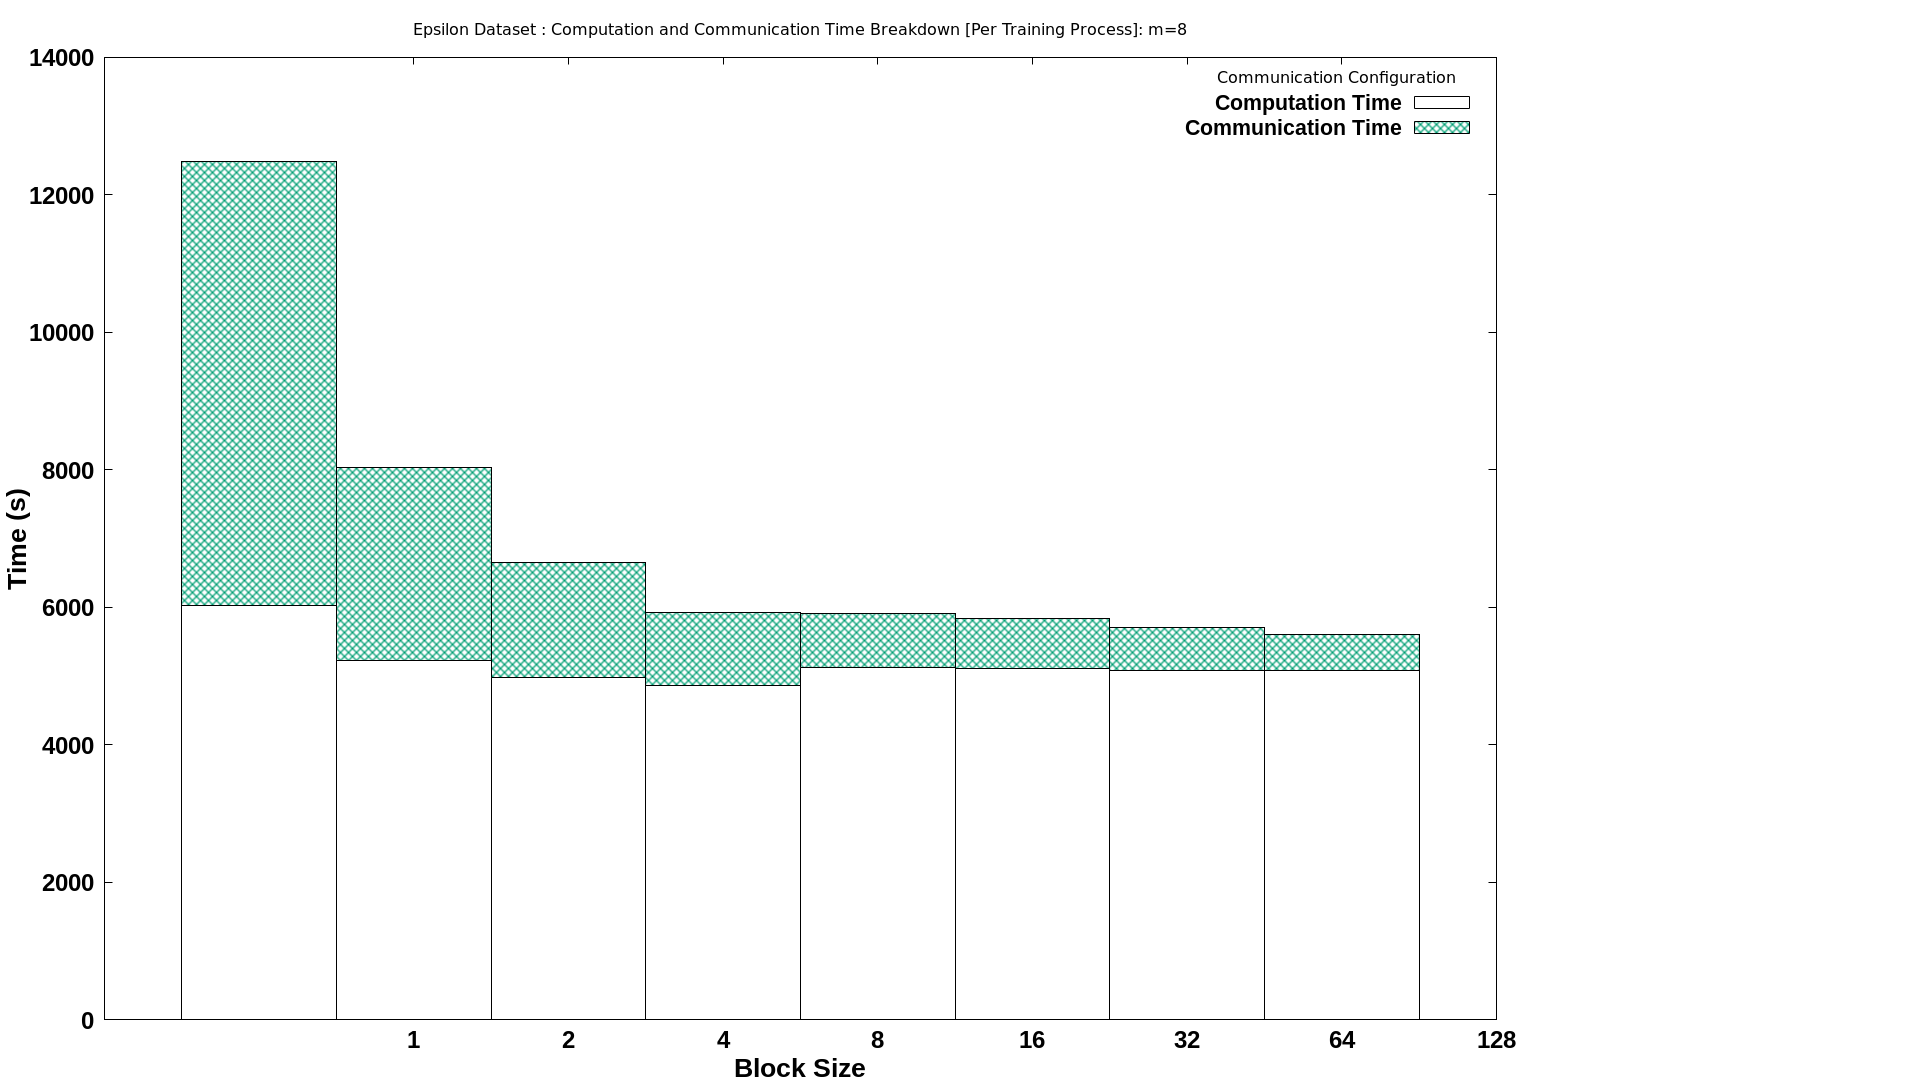 Epsilon Dataset : Computation and Communication Time Breakdown [Per Training Process]: m=8
Communication Configuration
Computation Time
Communication Time
14000
12000
10000
8000
6000
4000
2000
0
Time (s)
1 2 4 8 16 32 64 128
Block Size